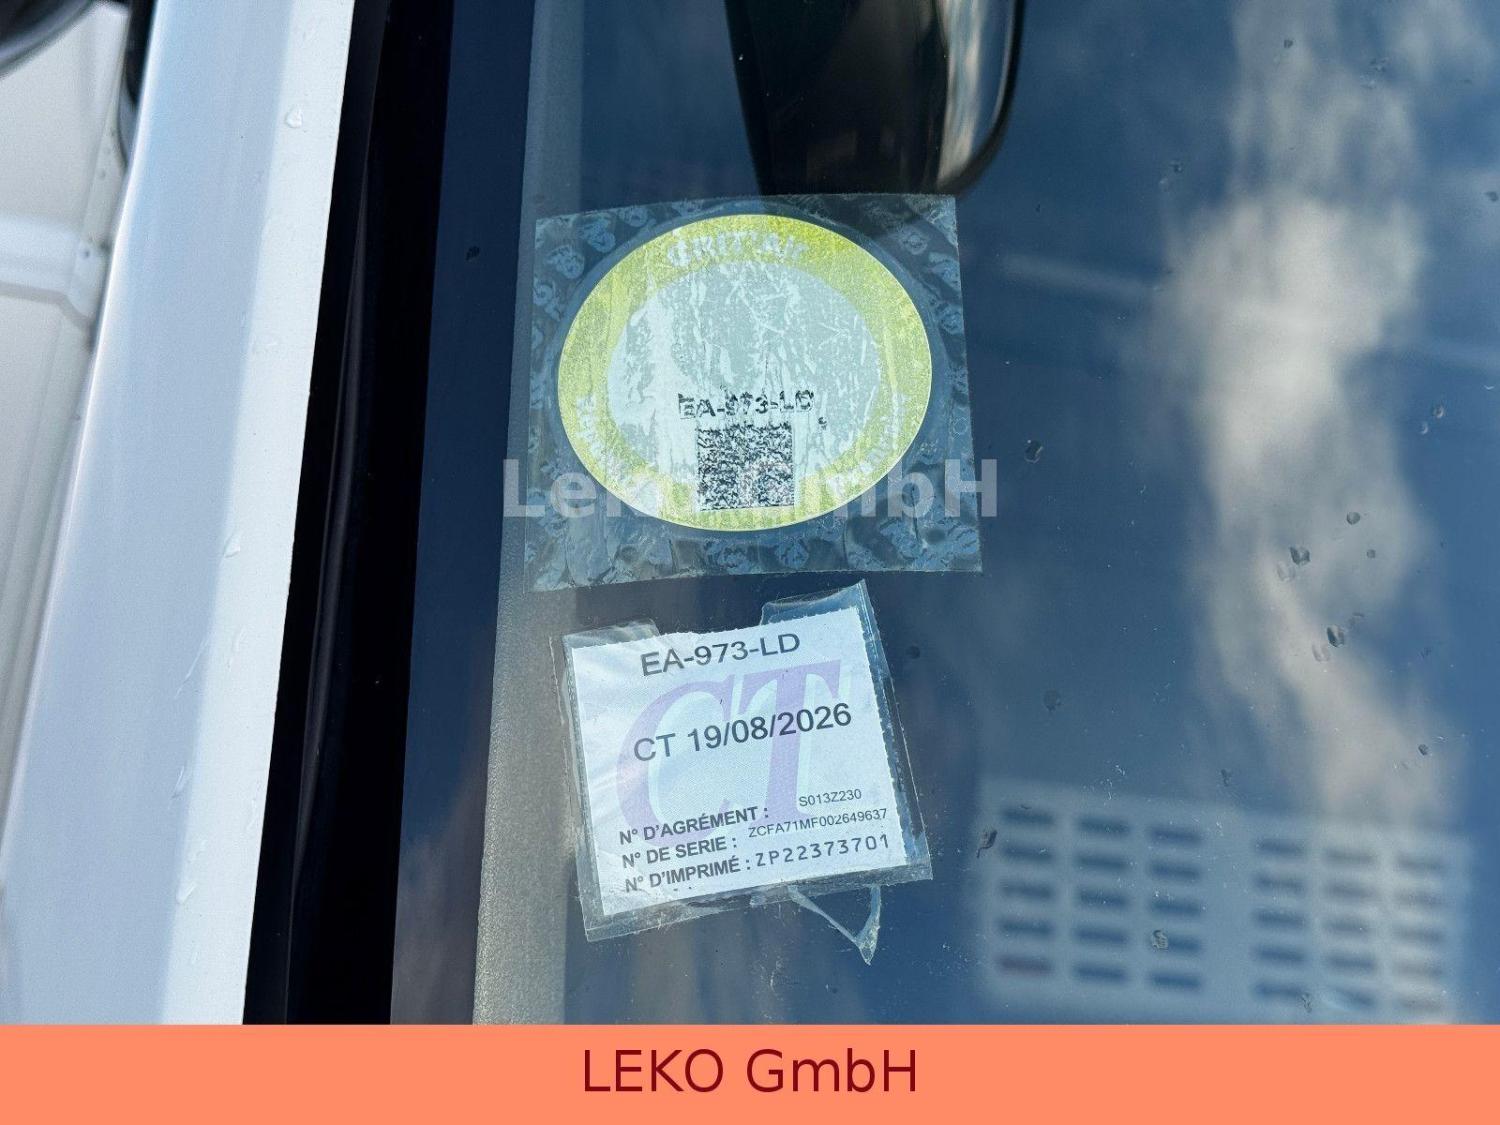 CRIT'Air
EA-973-LD
Leko GmbH
EA-973-LD
CT
CT 19/08/2026
N° D'AGRÉMENT : S013Z230
N° DE SERIE : ZCFA71MF002649637
N° D'IMPRIMÉ : ZP22373701
LEKO GmbH